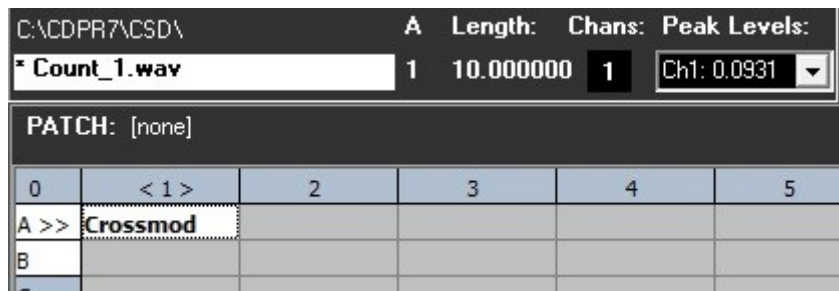 C:\CDPR7\CSD\ A Length: Chans: Peak Levels:
* Count_1.wav 1 10.000000 1 Ch1: 0.0931
PATCH: [none]
0 < 1 > 2 3 4 5
A >> Crossmod
B